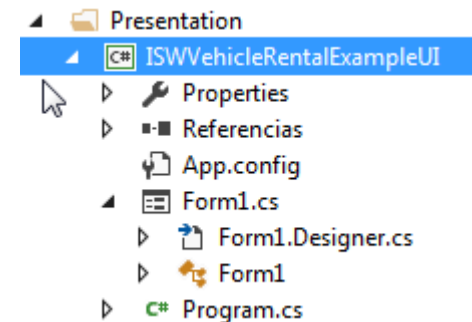 Presentation
C# ISWVehicleRentalExampleUI
Properties
Referencias
App.config
Form1.cs
Form1.Designer.cs
Form1
C# Program.cs